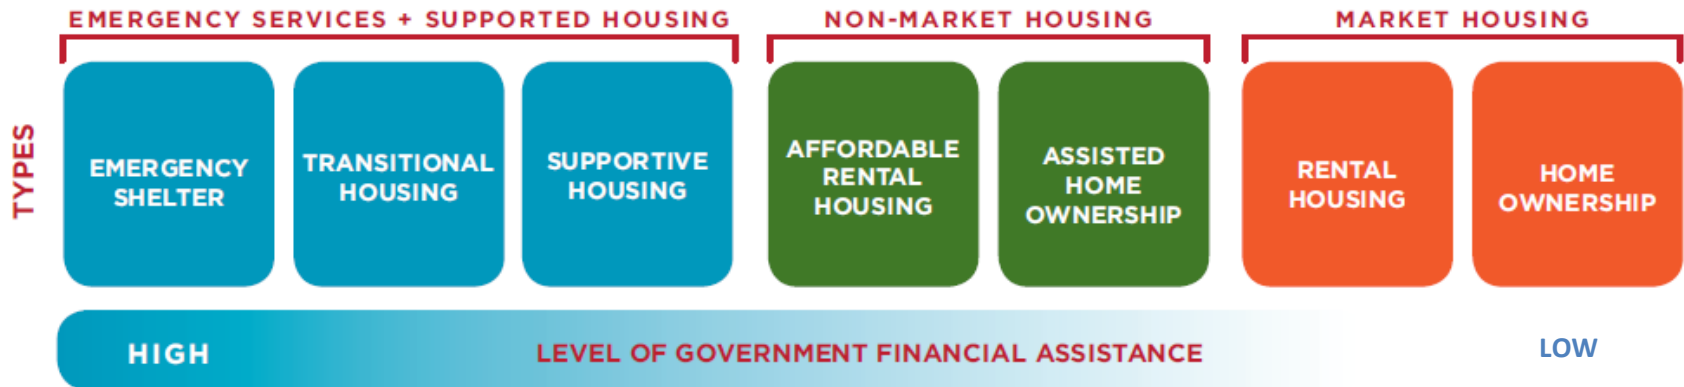 EMERGENCY SERVICES + SUPPORTED HOUSING
NON-MARKET HOUSING
MARKET HOUSING
TYPES
EMERGENCY
SHELTER
TRANSITIONAL
HOUSING
SUPPORTIVE
HOUSING
AFFORDABLE
RENTAL
HOUSING
ASSISTED
HOME
OWNERSHIP
RENTAL
HOUSING
HOME
OWNERSHIP
HIGH
LEVEL OF GOVERNMENT FINANCIAL ASSISTANCE
LOW